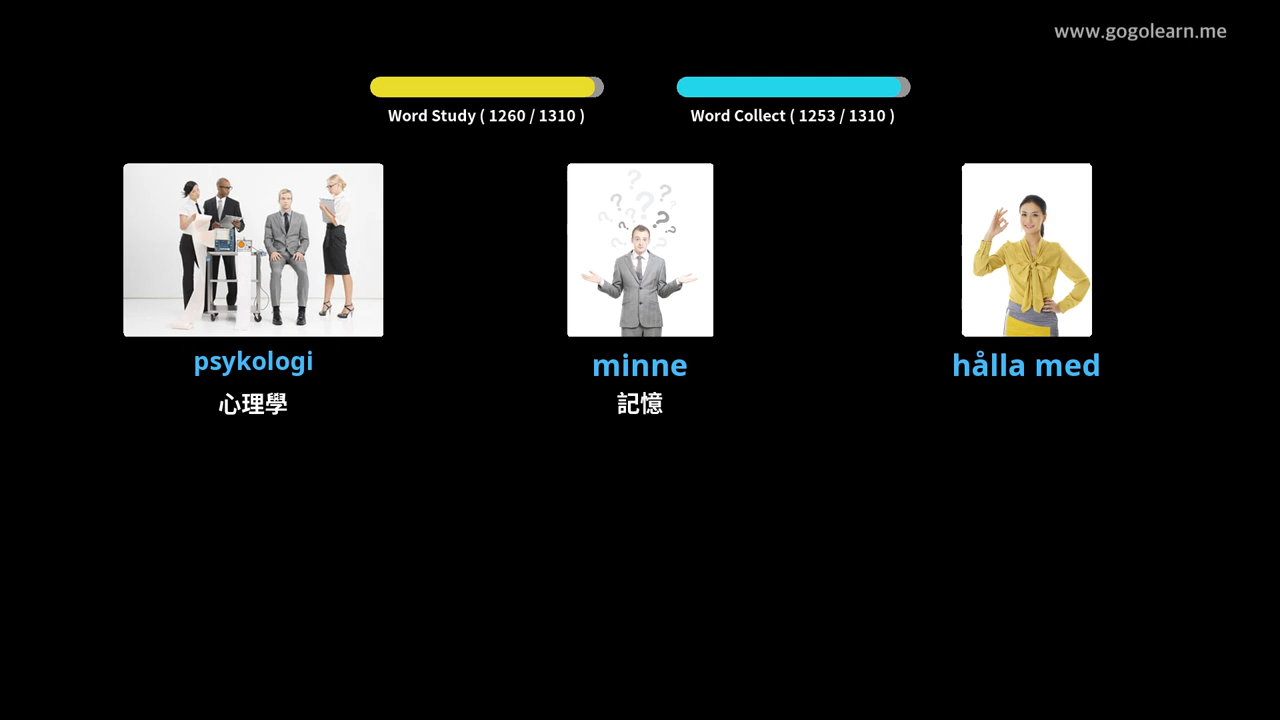 www.gogolearn.me
Word Study ( 1260 / 1310 )
Word Collect ( 1253 / 1310 )
psykologi
minne
hålla med
心理學
記憶